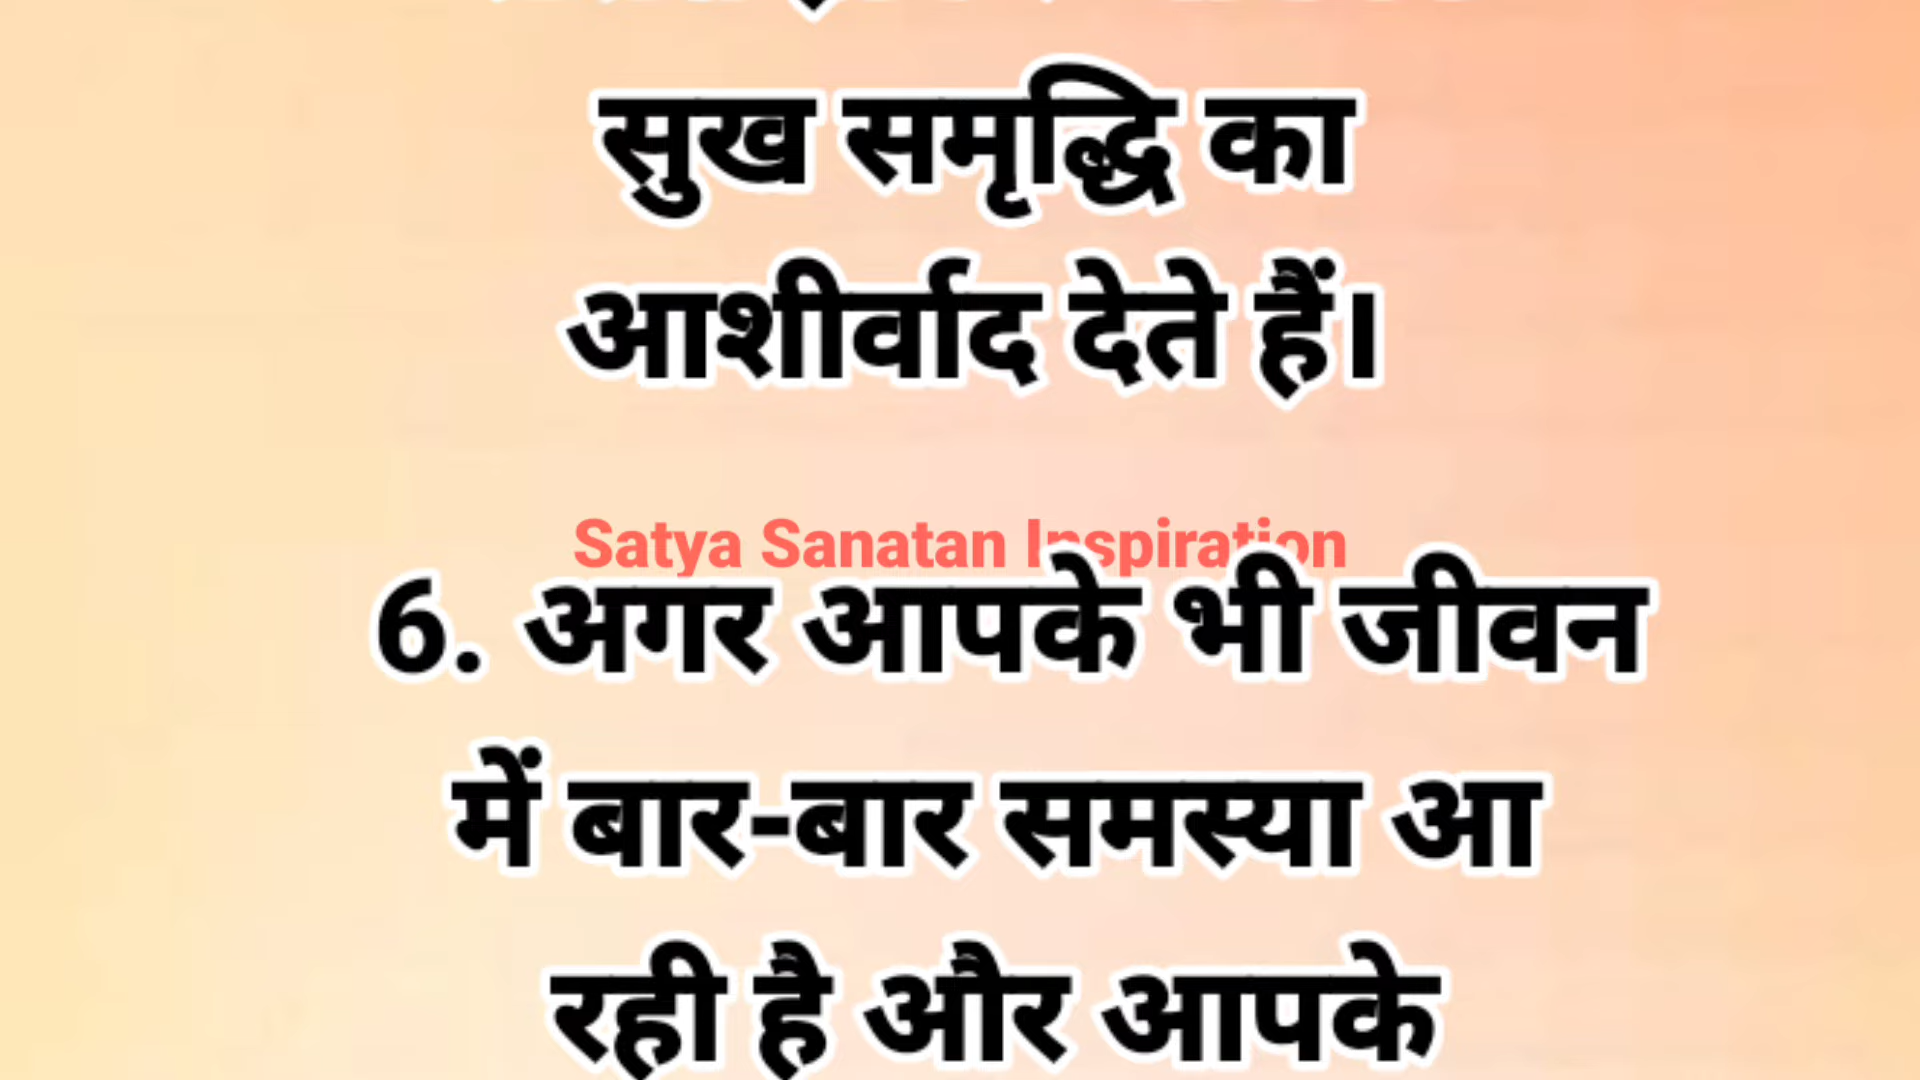 सुख समृद्धि का
आशीर्वाद देते हैं।
Satya Sanatan Inspiration
6. अगर आपके भी जीवन
में बार-बार समस्या आ
रही है और आपके